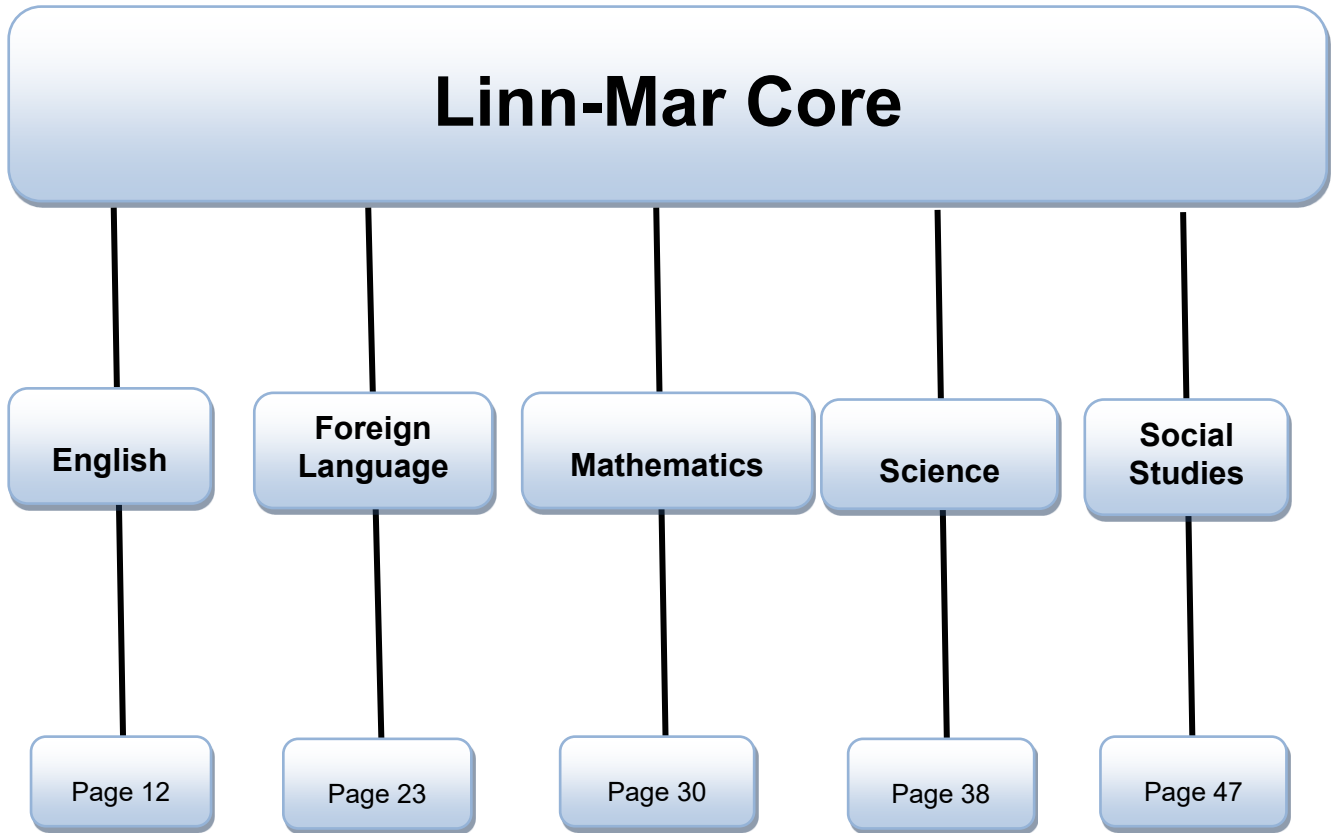 Linn-Mar Core
English
Foreign
Language
Mathematics
Science
Social
Studies
Page 12
Page 23
Page 30
Page 38
Page 47